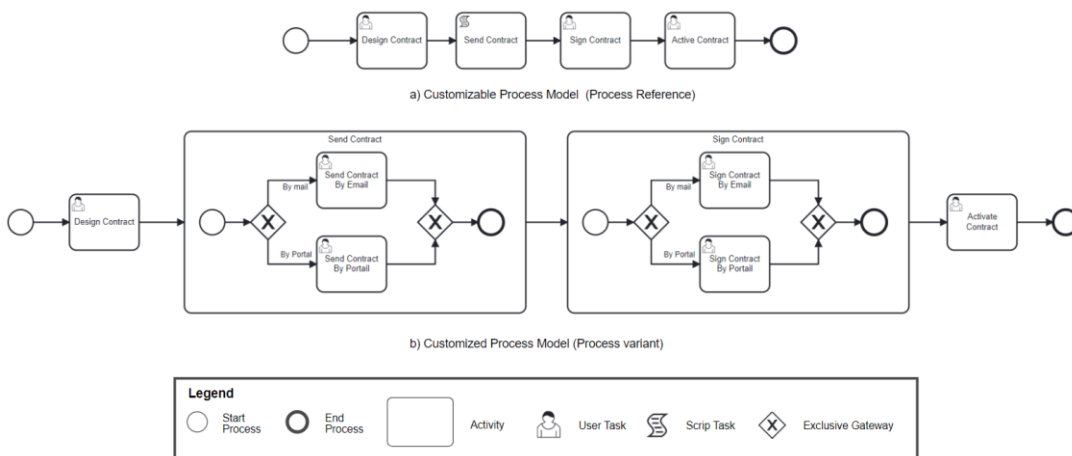 Design Contract
Send Contract
Sign Contract
Active Contract
a) Customizable Process Model (Process Reference)
Send Contract
Sign Contract
Design Contract
By mail
Send Contract
By Email
By Portal
Send Contract
By Portail
By mail
Sign Contract
By Email
By Portal
Sign Contract
By Portail
Activate
Contract
b) Customized Process Model (Process variant)
Legend
Start
Process
End
Process
Activity
User Task
Scrip Task
Exclusive Gateway